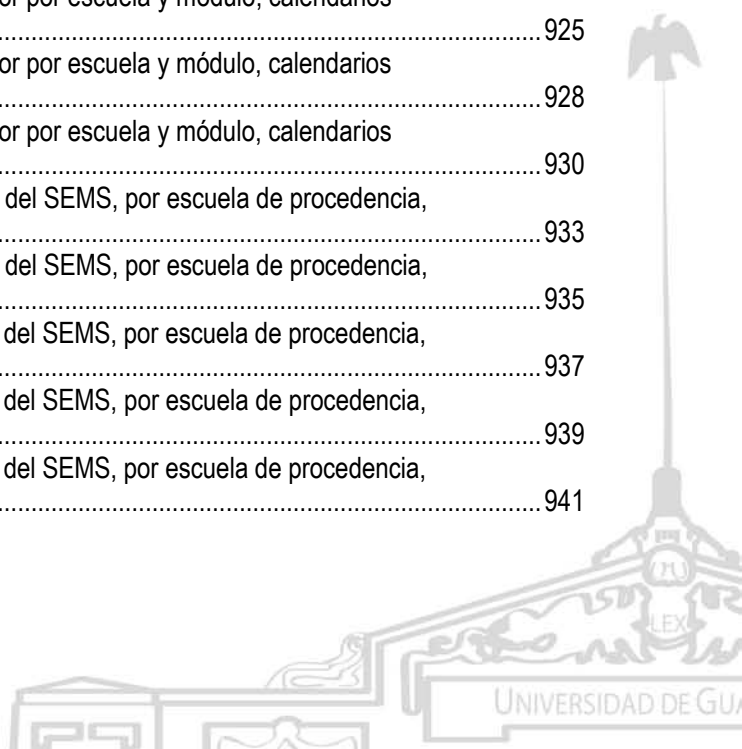 or por escuela y módulo, calendarios
925
or por escuela y módulo, calendarios
928
or por escuela y módulo, calendarios
930
del SEMS, por escuela de procedencia,
933
del SEMS, por escuela de procedencia,
935
del SEMS, por escuela de procedencia,
937
del SEMS, por escuela de procedencia,
939
del SEMS, por escuela de procedencia,
941
LEX
UNIVERSIDAD DE GUA